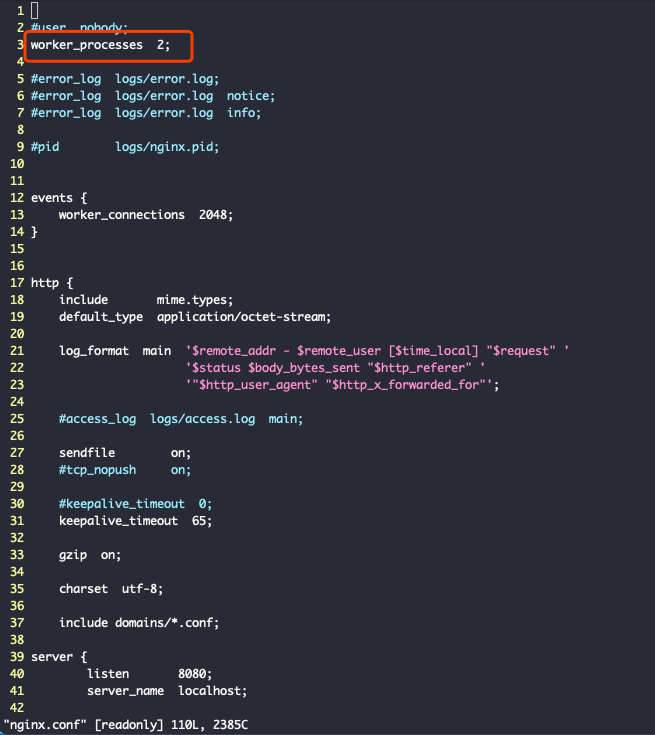 1
2 #user  nobody;
3 worker_processes  2;
4
5 #error_log  logs/error.log;
6 #error_log  logs/error.log  notice;
7 #error_log  logs/error.log  info;
8
9 #pid        logs/nginx.pid;
10
11
12 events {
13     worker_connections  2048;
14 }
15
16
17 http {
18     include       mime.types;
19     default_type  application/octet-stream;
20
21     log_format  main  '$remote_addr - $remote_user [$time_local] "$request" '
22                       '$status $body_bytes_sent "$http_referer" '
23                       '"$http_user_agent" "$http_x_forwarded_for"';
24
25     #access_log  logs/access.log  main;
26
27     sendfile        on;
28     #tcp_nopush     on;
29
30     #keepalive_timeout  0;
31     keepalive_timeout  65;
32
33     gzip  on;
34
35     charset  utf-8;
36
37     include domains/*.conf;
38
39 server {
40         listen       8080;
41         server_name  localhost;
42
"nginx.conf" [readonly] 110L, 2385C